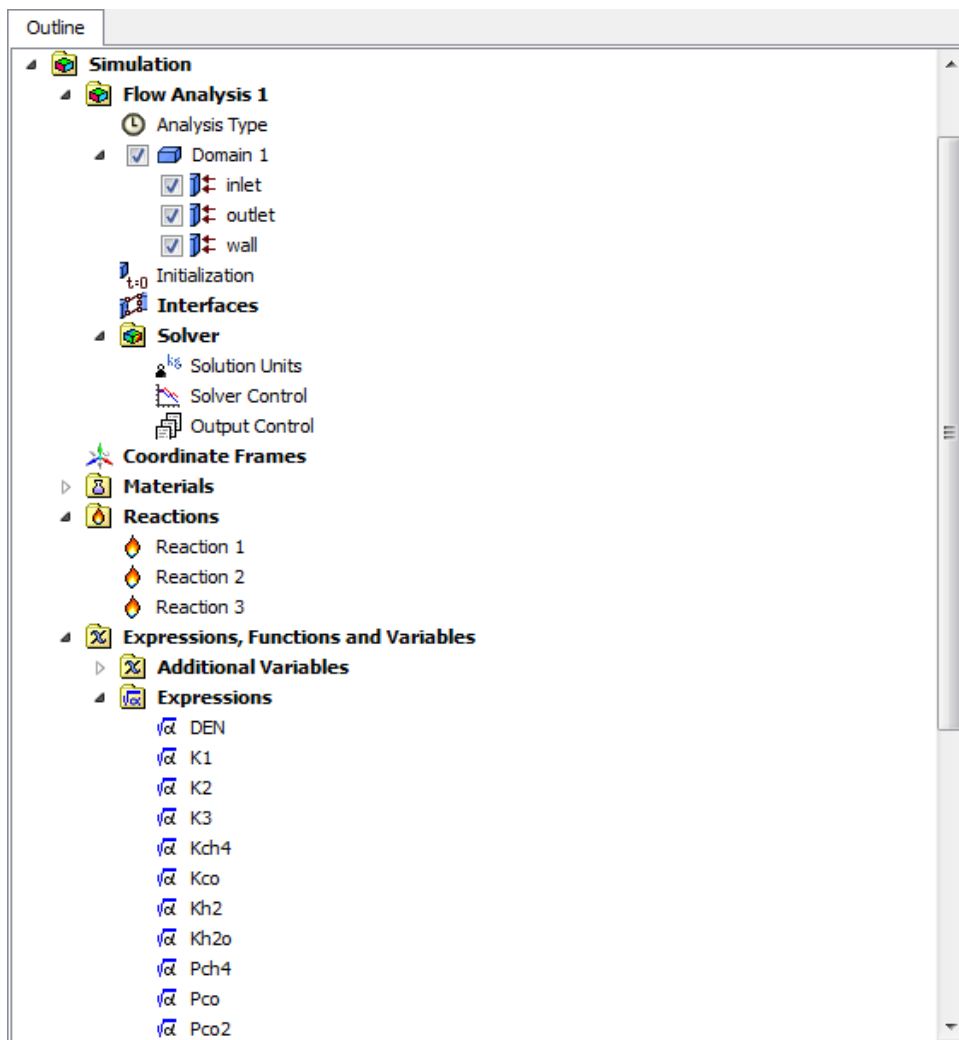 Outline
Simulation
Flow Analysis 1
Analysis Type
Domain 1
inlet
outlet
wall
t=0 Initialization
Interfaces
Solver
kg Solution Units
Solver Control
Output Control
Coordinate Frames
Materials
Reactions
Reaction 1
Reaction 2
Reaction 3
x Expressions, Functions and Variables
x Additional Variables
√α Expressions
√α DEN
√α K1
√α K2
√α K3
√α Kch4
√α Kco
√α Kh2
√α Kh2o
√α Pch4
√α Pco
√α Pco2